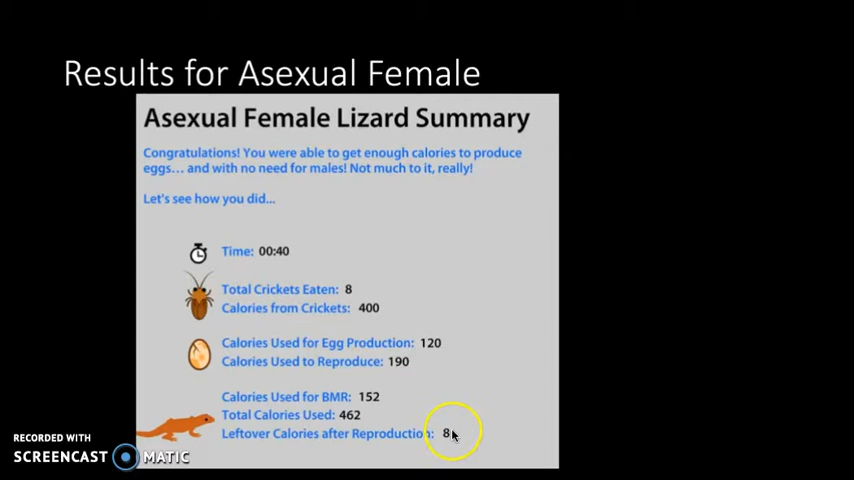 Results for Asexual Female
Asexual Female Lizard Summary
Congratulations! You were able to get enough calories to produce
eggs... and with no need for males! Not much to it, really!
Let's see how you did...
Time: 00:40
Total Crickets Eaten: 8
Calories from Crickets: 400
Calories Used for Egg Production: 120
Calories Used to Reproduce: 190
Calories Used for BMR: 152
Total Calories Used: 462
Leftover Calories after Reproduction: 8
RECORDED WITH
SCREENCAST MATIC